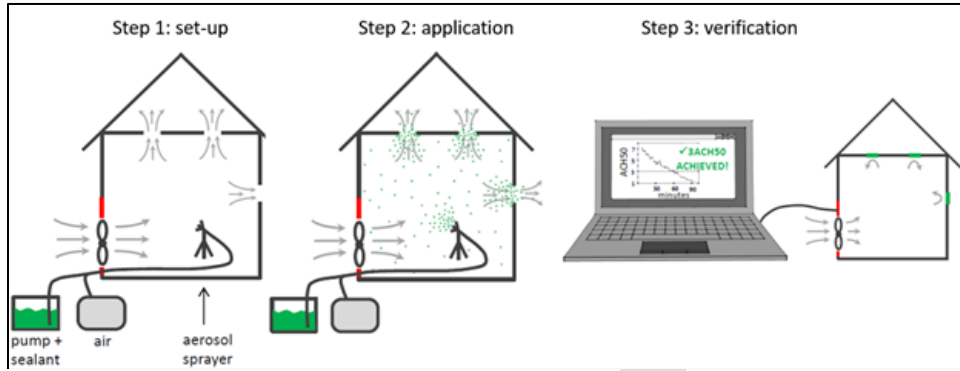 Step 1: set-up
Step 2: application
Step 3: verification
✓3ACH50
ACHIEVED!
ACH50
30
60
90
minutes
pump +
sealant
air
aerosol
sprayer